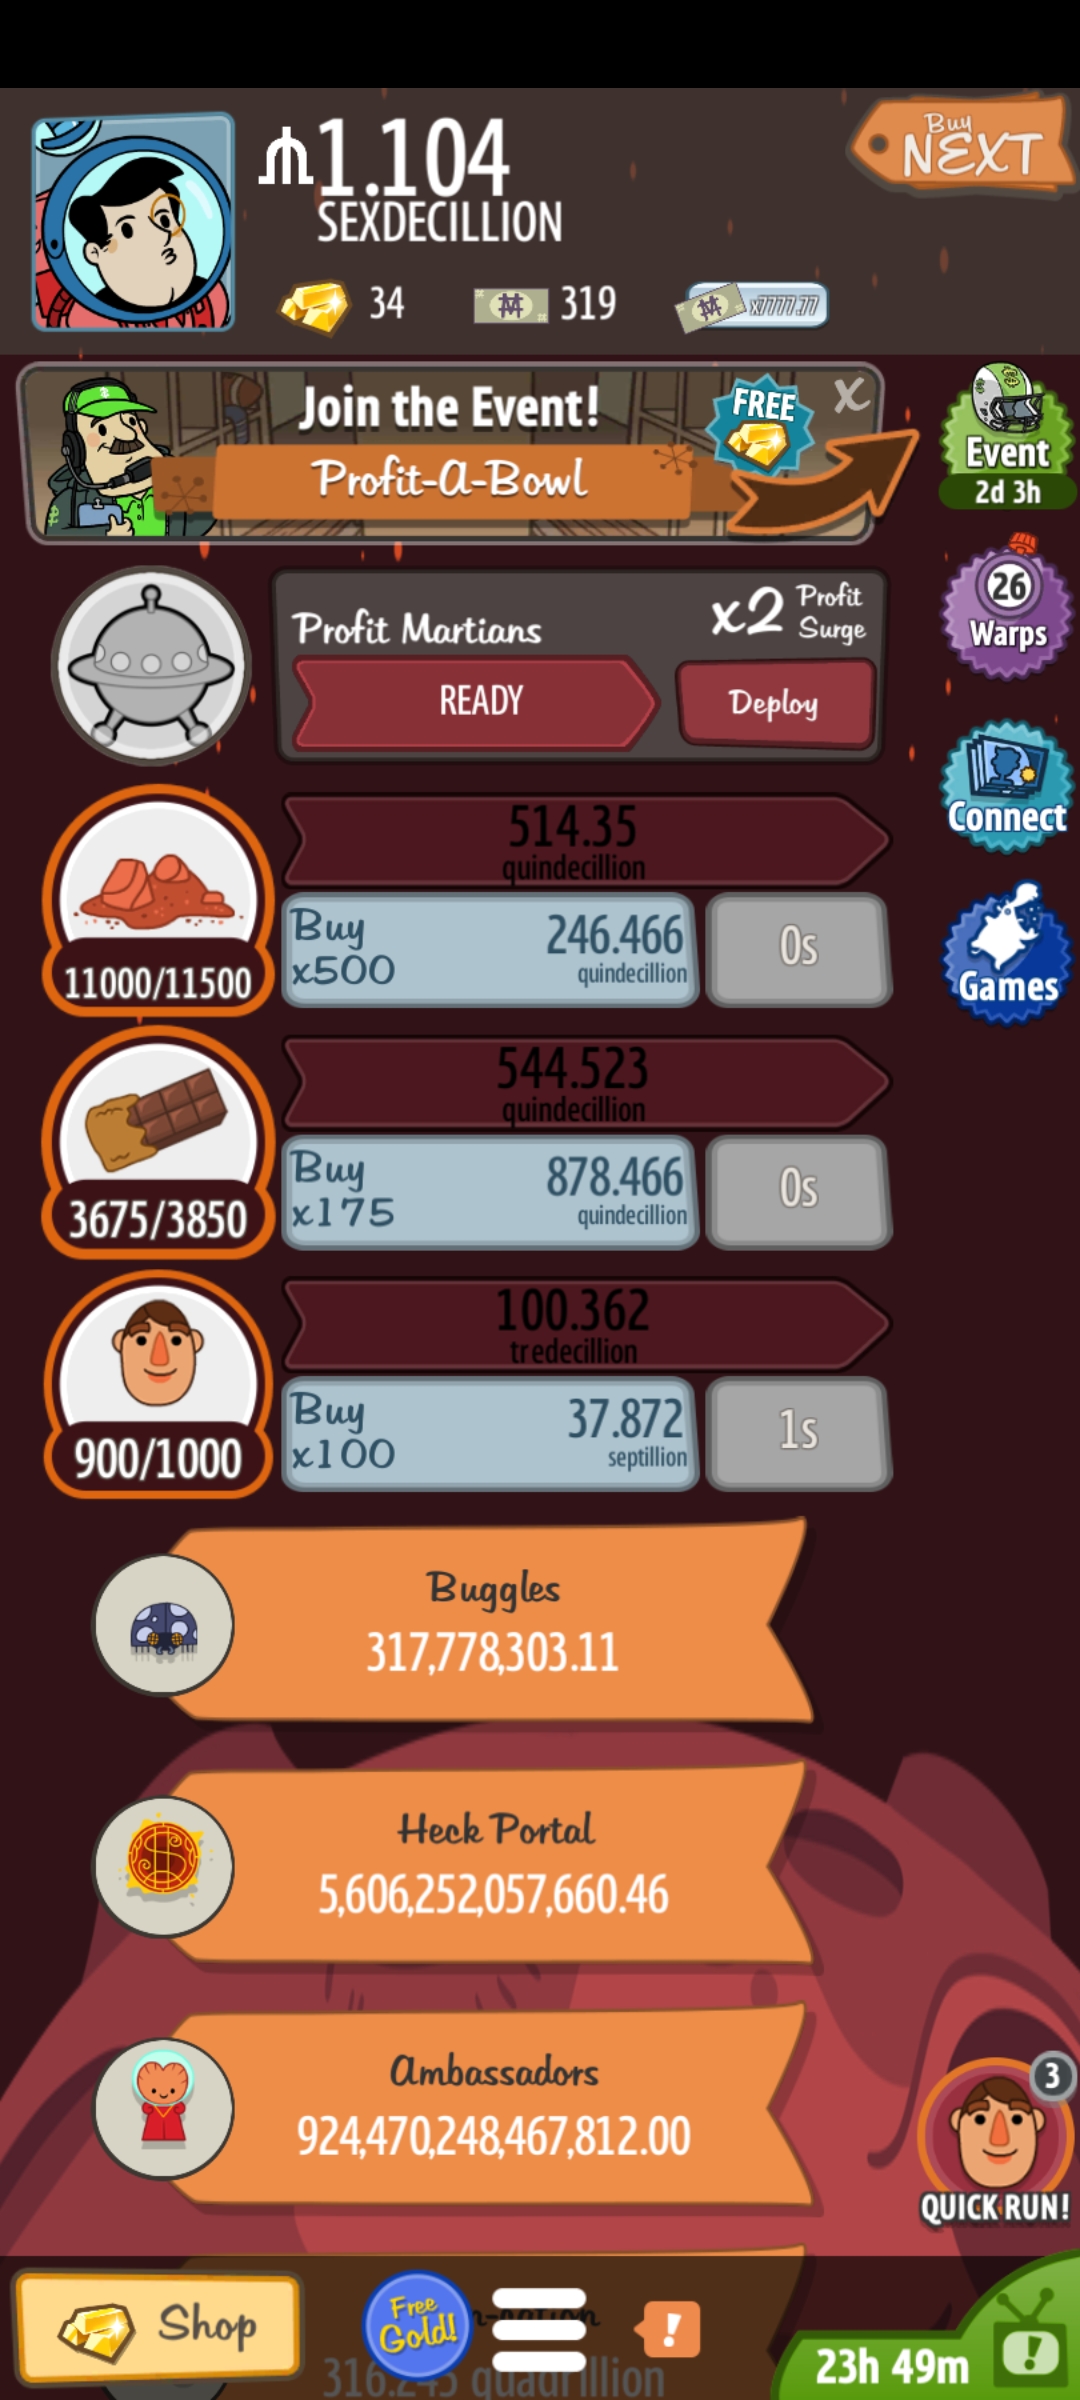 1.104
SEXDECILLION
Buy
NEXT
34
319
x7777.77
Join the Event!
FREE
X
Profit-A-Bowl
Event
2d 3h
Profit Martians
x2 Profit Surge
READY
Deploy
26
Warps
514.35
quindecillion
Buy
x500
246.466
quindecillion
0s
11000/11500
Connect
Games
544.523
quindecillion
Buy
x175
878.466
quindecillion
0s
3675/3850
100.362
tredecillion
Buy
x100
37.872
septillion
1s
900/1000
Buggles
317,778,303.11
Heck Portal
5,606,252,057,660.46
Ambassadors
924,470,248,467,812.00
3
QUICK RUN!
Shop
Free
Gold!
!
316.245 quadrillion
23h 49m
!